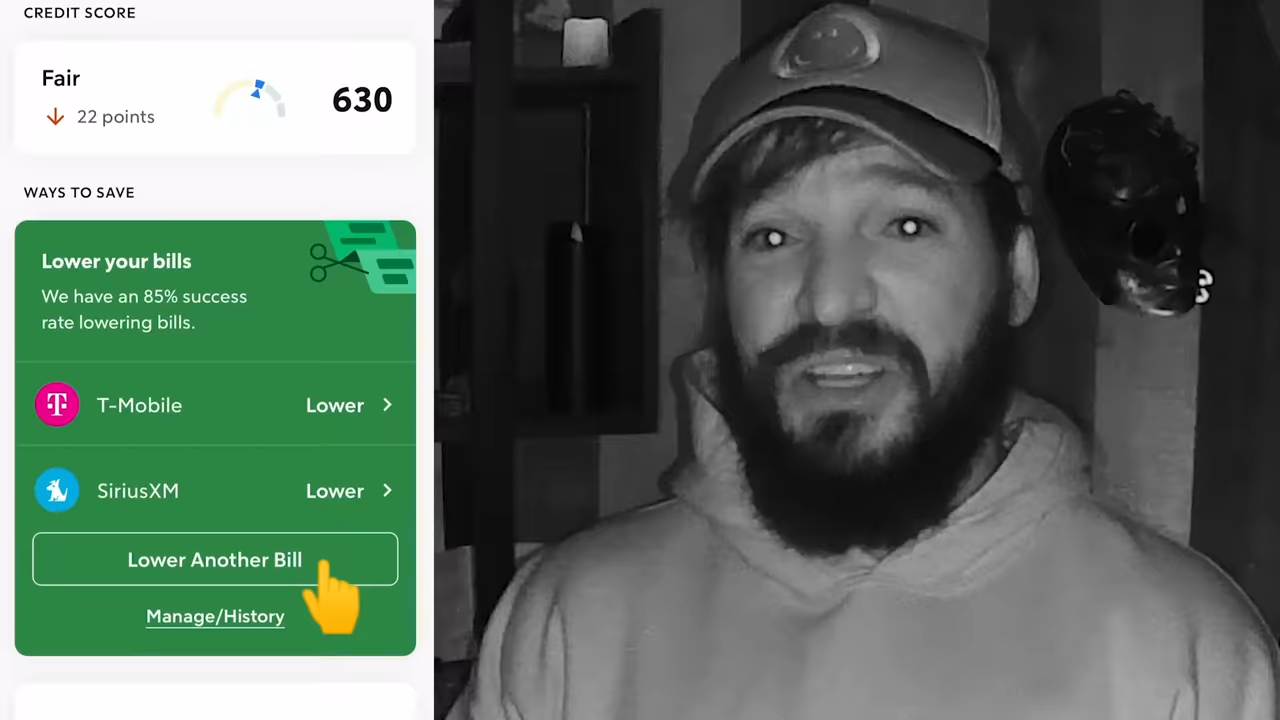 CREDIT SCORE
Fair
22 points
630
WAYS TO SAVE
Lower your bills
We have an 85% success
rate lowering bills.
T T-Mobile Lower
SiriusXM Lower
Lower Another Bill
Manage/History